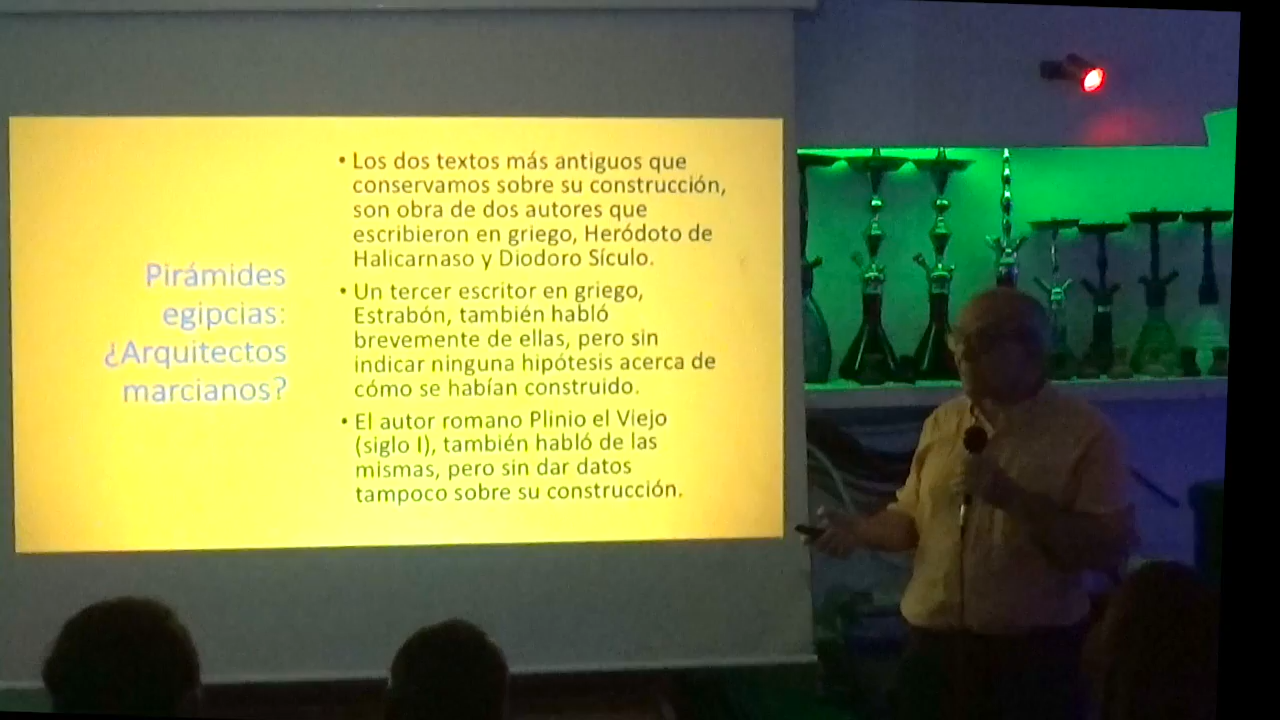 Pirámides
egipcias:
¿Arquitectos
marcianos?
• Los dos textos más antiguos que
conservamos sobre su construcción,
son obra de dos autores que
escribieron en griego, Heródoto de
Halicarnaso y Diodoro Sículo.
• Un tercer escritor en griego,
Estrabón, también habló
brevemente de ellas, pero sin
indicar ninguna hipótesis acerca de
cómo se habían construido.
• El autor romano Plinio el Viejo
(siglo I), también habló de las
mismas, pero sin dar datos
tampoco sobre su construcción.